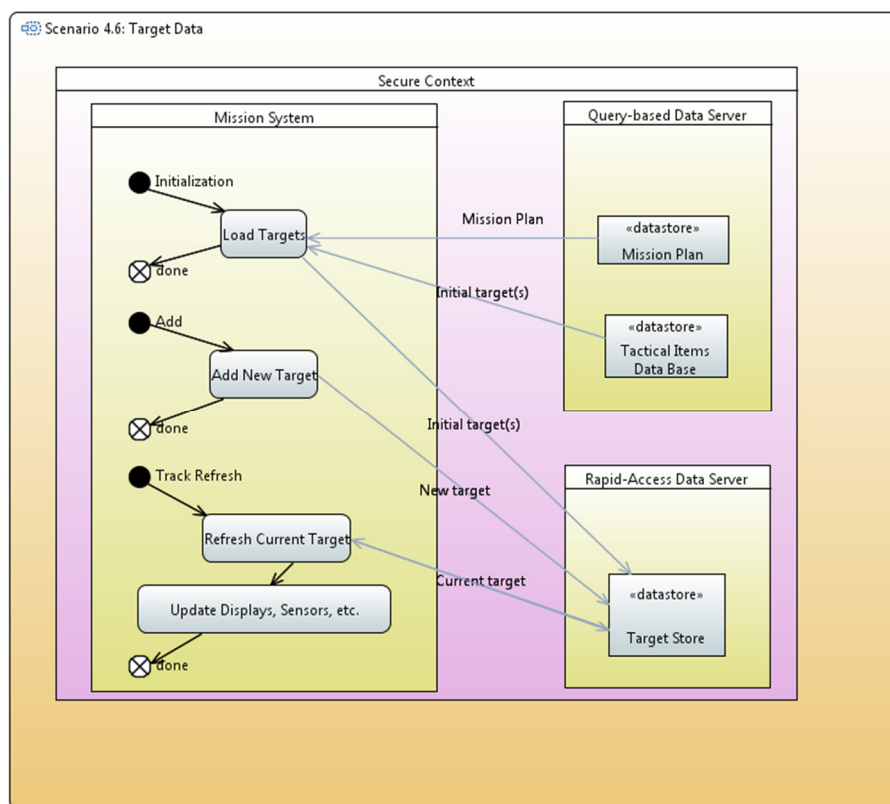 Scenario 4.6: Target Data
Secure Context
Mission System
Initialization
Load Targets
done
Add
Add New Target
done
Track Refresh
Refresh Current Target
Update Displays, Sensors, etc.
done
Mission Plan
Initial target(s)
Initial target(s)
New target
Current target
Query-based Data Server
«datastore»
Mission Plan
«datastore»
Tactical Items
Data Base
Rapid-Access Data Server
«datastore»
Target Store